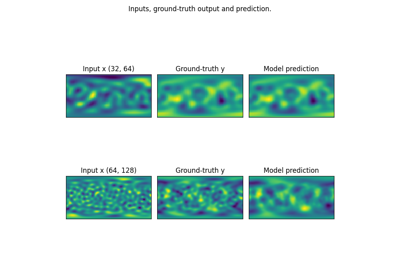 Inputs, ground-truth output and prediction.
Input x (32, 64) Ground-truth y Model prediction
Input x (64, 128) Ground-truth y Model prediction